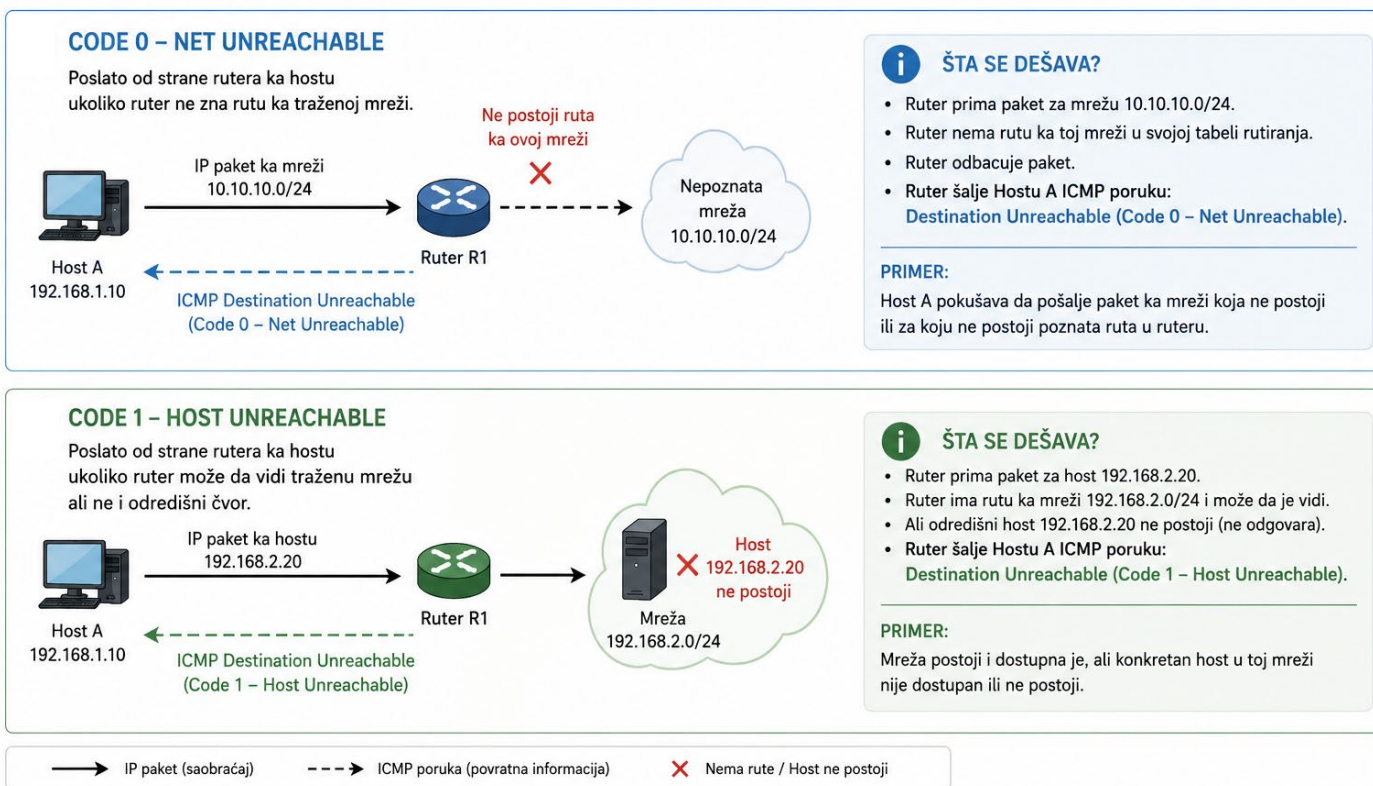 CODE 0 – NET UNREACHABLE
Poslato od strane rutera ka hostu
ukoliko ruter ne zna rutu ka traženoj mreži.
Ne postoji ruta
ka ovoj mreži
IP paket ka mreži
10.10.10.0/24
Nepoznata
mreža
10.10.10.0/24
Host A
192.168.1.10
Ruter R1
ICMP Destination Unreachable
(Code 0 – Net Unreachable)
i ŠTA SE DEŠAVA?
• Ruter prima paket za mrežu 10.10.10.0/24.
• Ruter nema rutu ka toj mreži u svojoj tabeli rutiranja.
• Ruter odbacuje paket.
• Ruter šalje Hostu A ICMP poruku:
Destination Unreachable (Code 0 – Net Unreachable).
PRIMER:
Host A pokušava da pošalje paket ka mreži koja ne postoji
ili za koju ne postoji poznata ruta u ruteru.
CODE 1 – HOST UNREACHABLE
Poslato od strane rutera ka hostu
ukoliko ruter može da vidi traženu mrežu
ali ne i odredišni čvor.
IP paket ka hostu
192.168.2.20
Host A
192.168.1.10
Ruter R1
Host
192.168.2.20
ne postoji
Mreža
192.168.2.0/24
ICMP Destination Unreachable
(Code 1 – Host Unreachable)
i ŠTA SE DEŠAVA?
• Ruter prima paket za host 192.168.2.20.
• Ruter ima rutu ka mreži 192.168.2.0/24 i može da je vidi.
• Ali odredišni host 192.168.2.20 ne postoji (ne odgovara).
• Ruter šalje Hostu A ICMP poruku:
Destination Unreachable (Code 1 – Host Unreachable).
PRIMER:
Mreža postoji i dostupna je, ali konkretan host u toj mreži
nije dostupan ili ne postoji.
IP paket (saobraćaj)
ICMP poruka (povratna informacija)
Nema rute / Host ne postoji